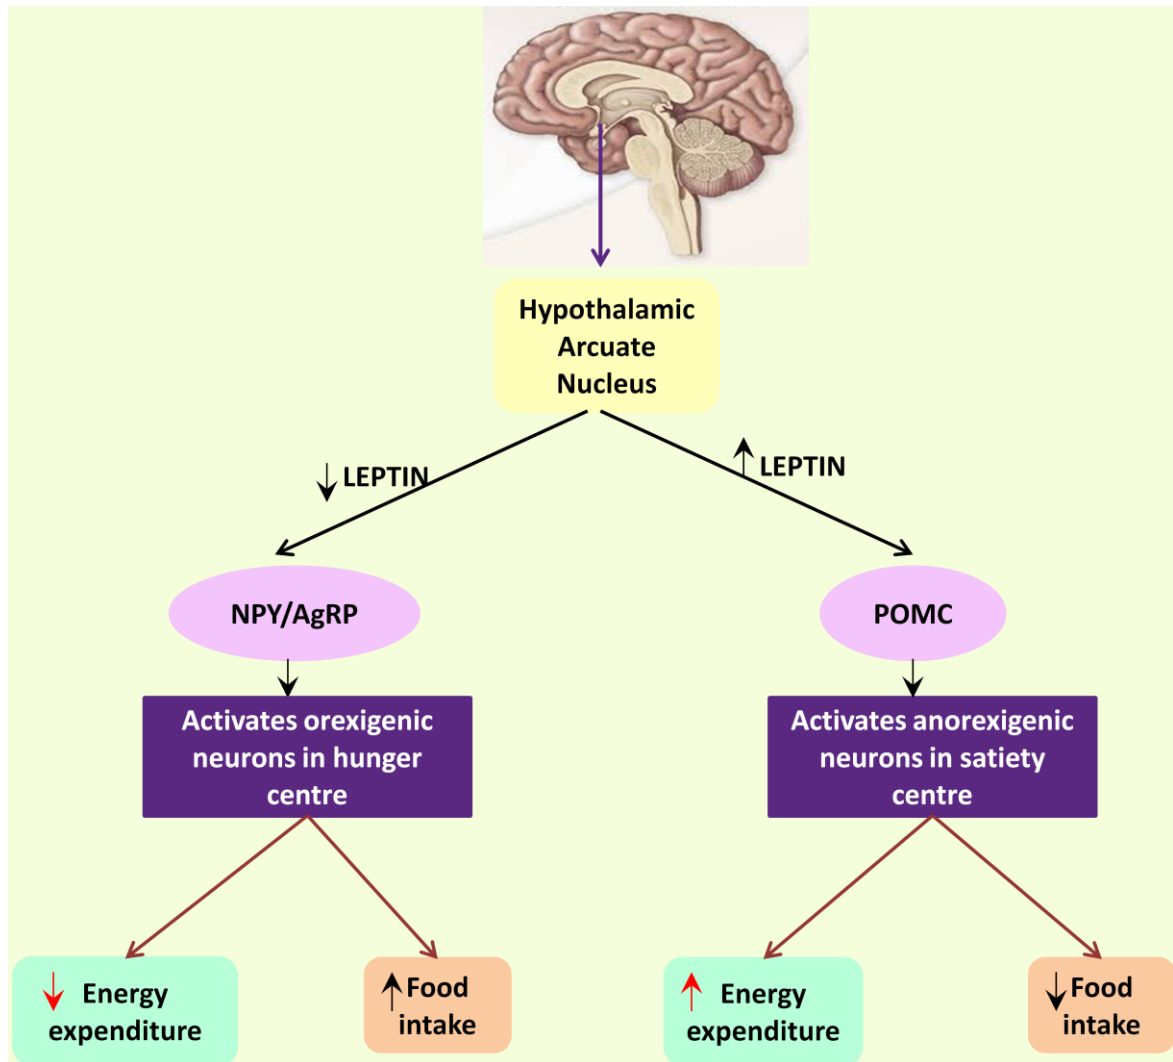 Hypothalamic
Arcuate
Nucleus
↓ LEPTIN
↑ LEPTIN
NPY/AgRP
POMC
Activates orexigenic
neurons in hunger
centre
Activates anorexigenic
neurons in satiety
centre
↓ Energy
expenditure
↑ Food
intake
↑ Energy
expenditure
↓ Food
intake